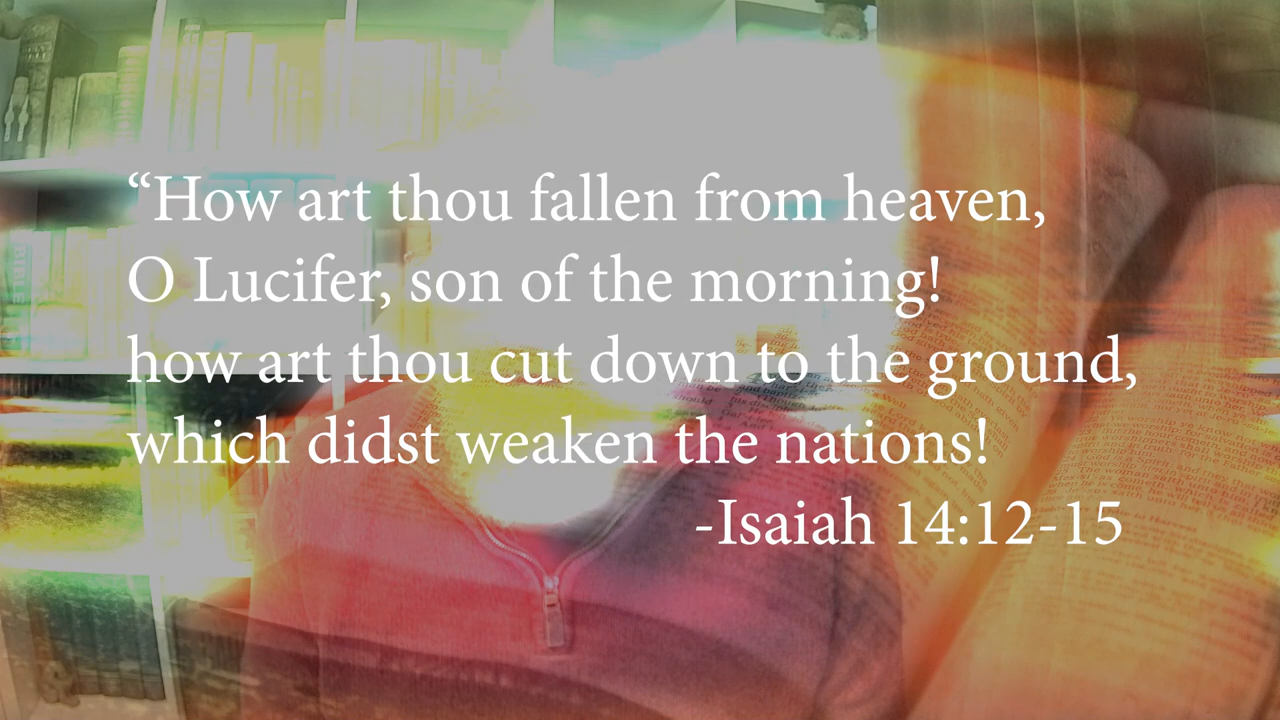 “How art thou fallen from heaven,
O Lucifer, son of the morning!
how art thou cut down to the ground,
which didst weaken the nations!
-Isaiah 14:12-15